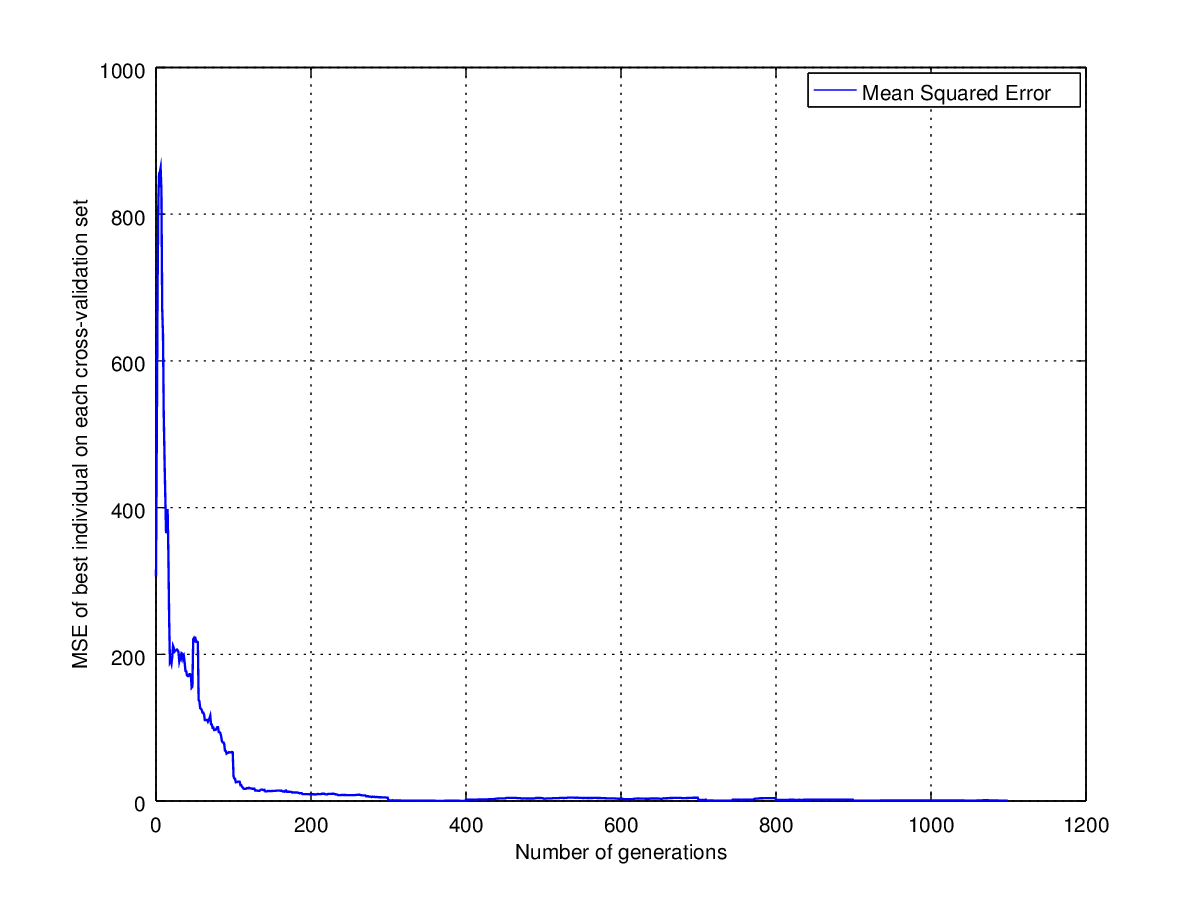 1000
Mean Squared Error
800
600
400
200
0
MSE of best individual on each cross-validation set
0 200 400 600 800 1000 1200
Number of generations